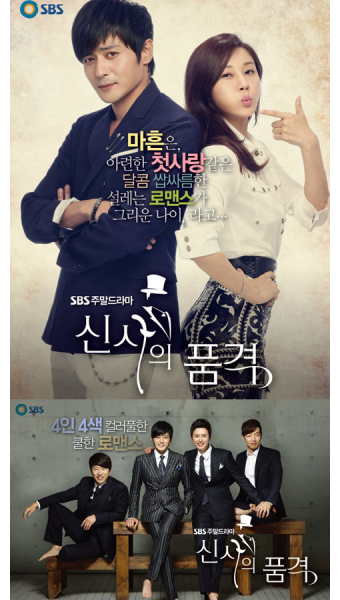 SBS
마흔은,
아련한 첫사랑같은
달콤 쌉싸름한
설레는 로맨스가
그리운 나이, 라고...
SBS 주말드라마
신사의 품격
SBS
4인 4색 컬러풀한
쿨한 로맨스
SBS 주말드라마
신사의 품격